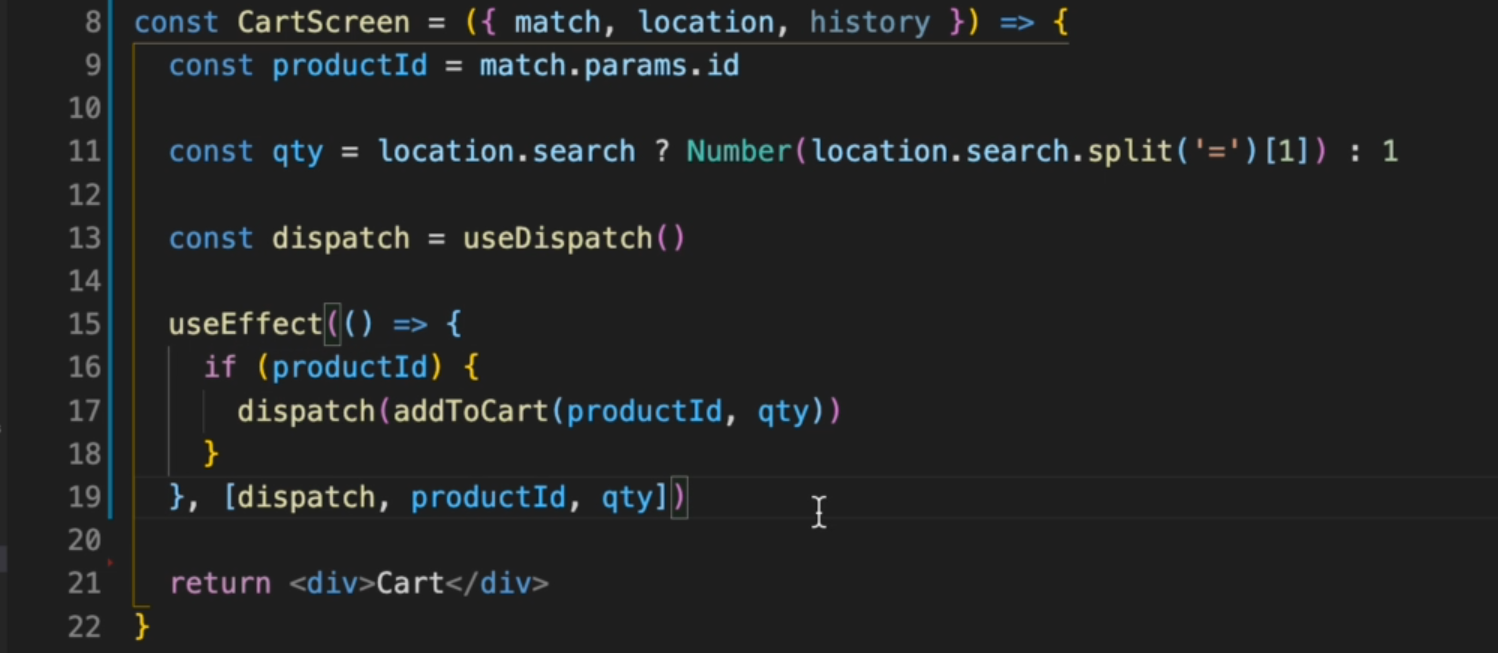 8 const CartScreen = ({ match, location, history }) => {
9 const productId = match.params.id
10
11 const qty = location.search ? Number(location.search.split('=')[1]) : 1
12
13 const dispatch = useDispatch()
14
15 useEffect(() => {
16 if (productId) {
17 dispatch(addToCart(productId, qty))
18 }
19 }, [dispatch, productId, qty])
20
21 return <div>Cart</div>
22 }